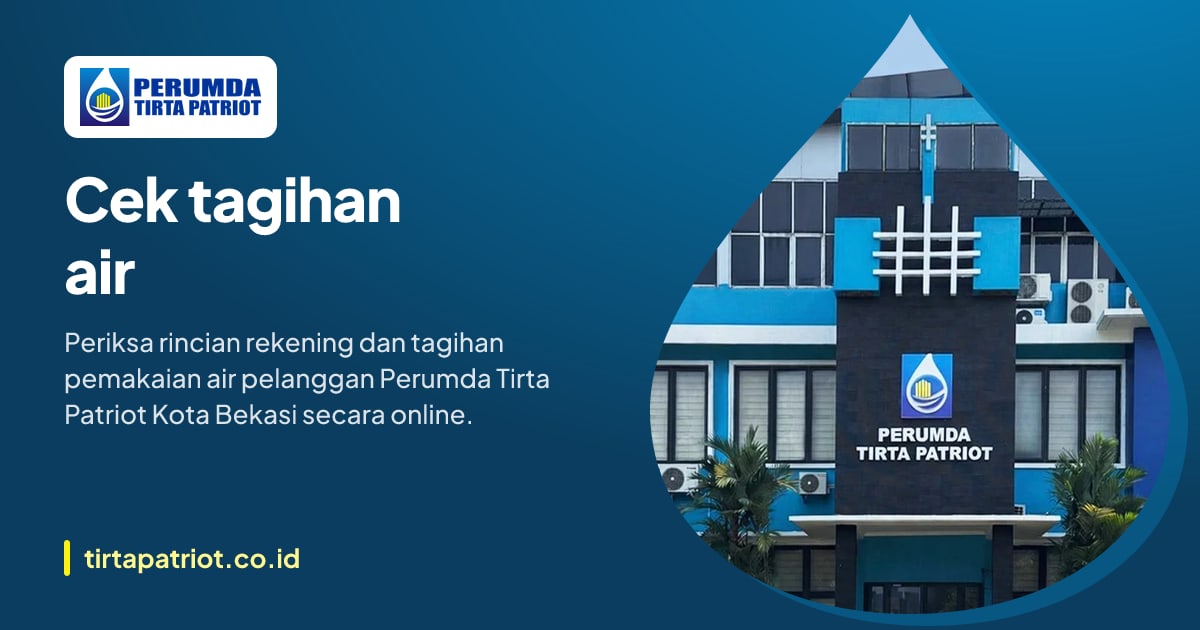 PERUMDA
TIRTA PATRIOT
Cek tagihan
air
Periksa rincian rekening dan tagihan
pemakaian air pelanggan Perumda Tirta
Patriot Kota Bekasi secara online.
tirtapatriot.co.id
PERUMDA
TIRTA PATRIOT